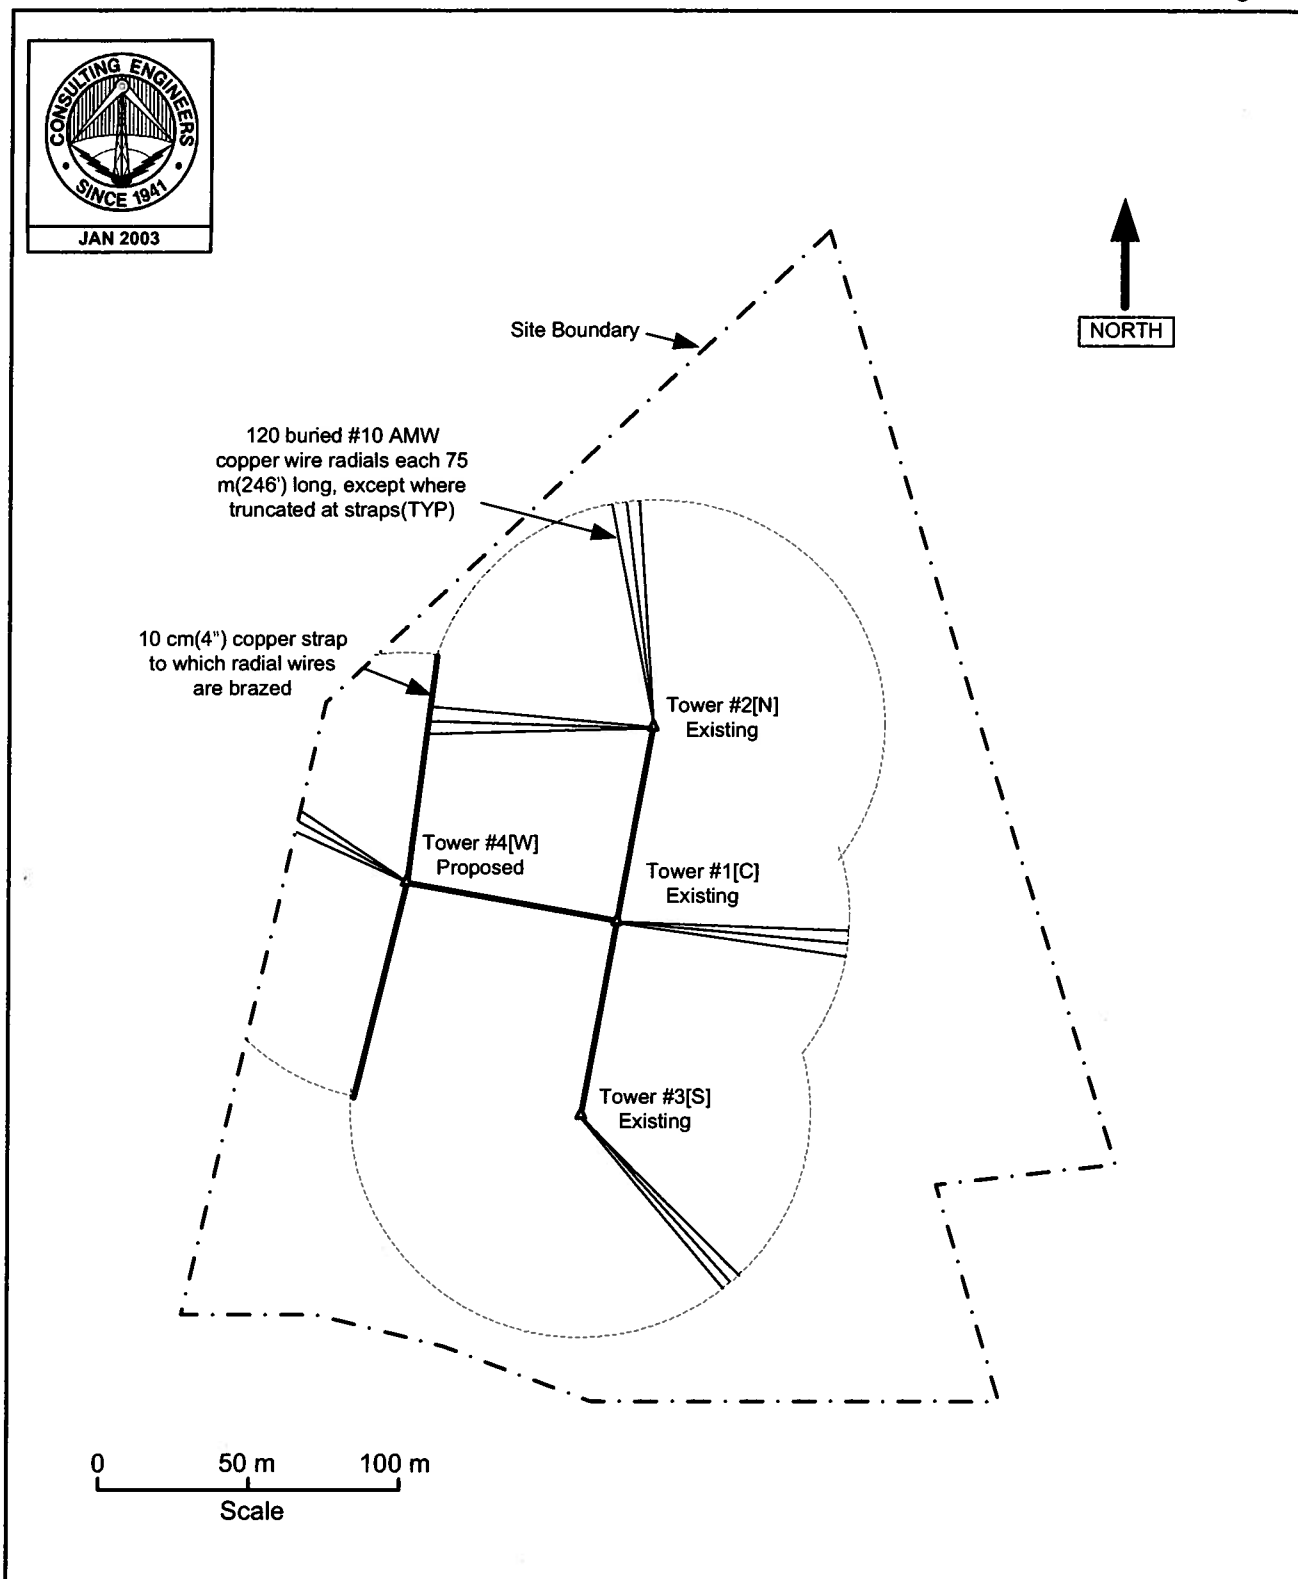 CONSULTING ENGINEERS
• SINCE 1941 •
JAN 2003
NORTH
Site Boundary
120 buried #10 AMW
copper wire radials each 75
m(246') long, except where
truncated at straps(TYP)
10 cm(4") copper strap
to which radial wires
are brazed
Tower #2[N]
Existing
Tower #4[W]
Proposed
Tower #1[C]
Existing
Tower #3[S]
Existing
0 50 m 100 m
Scale